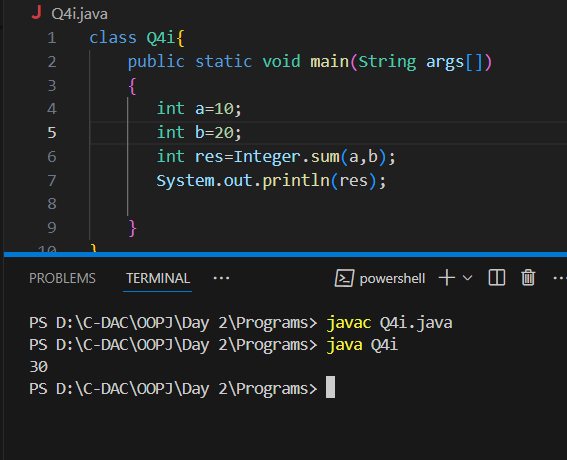 J Q4i.java
1 class Q4i{
2 public static void main(String args[])
3 {
4 int a=10;
5 int b=20;
6 int res=Integer.sum(a,b);
7 System.out.println(res);
8
9 }
10 }
PROBLEMS TERMINAL ··· powershell
PS D:\C-DAC\OOPJ\Day 2\Programs> javac Q4i.java
PS D:\C-DAC\OOPJ\Day 2\Programs> java Q4i
30
PS D:\C-DAC\OOPJ\Day 2\Programs>